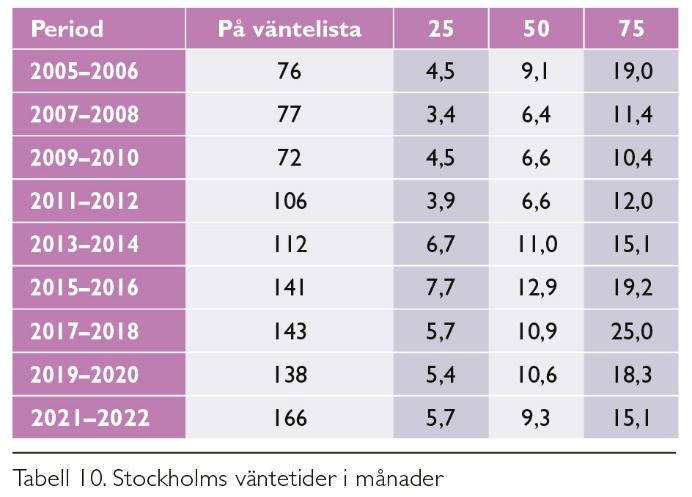 Period På väntelista 25 50 75
2005–2006 76 4,5 9,1 19,0
2007–2008 77 3,4 6,4 11,4
2009–2010 72 4,5 6,6 10,4
2011–2012 106 3,9 6,6 12,0
2013–2014 112 6,7 11,0 15,1
2015–2016 141 7,7 12,9 19,2
2017–2018 143 5,7 10,9 25,0
2019–2020 138 5,4 10,6 18,3
2021–2022 166 5,7 9,3 15,1
Tabell 10. Stockholms väntetider i månader